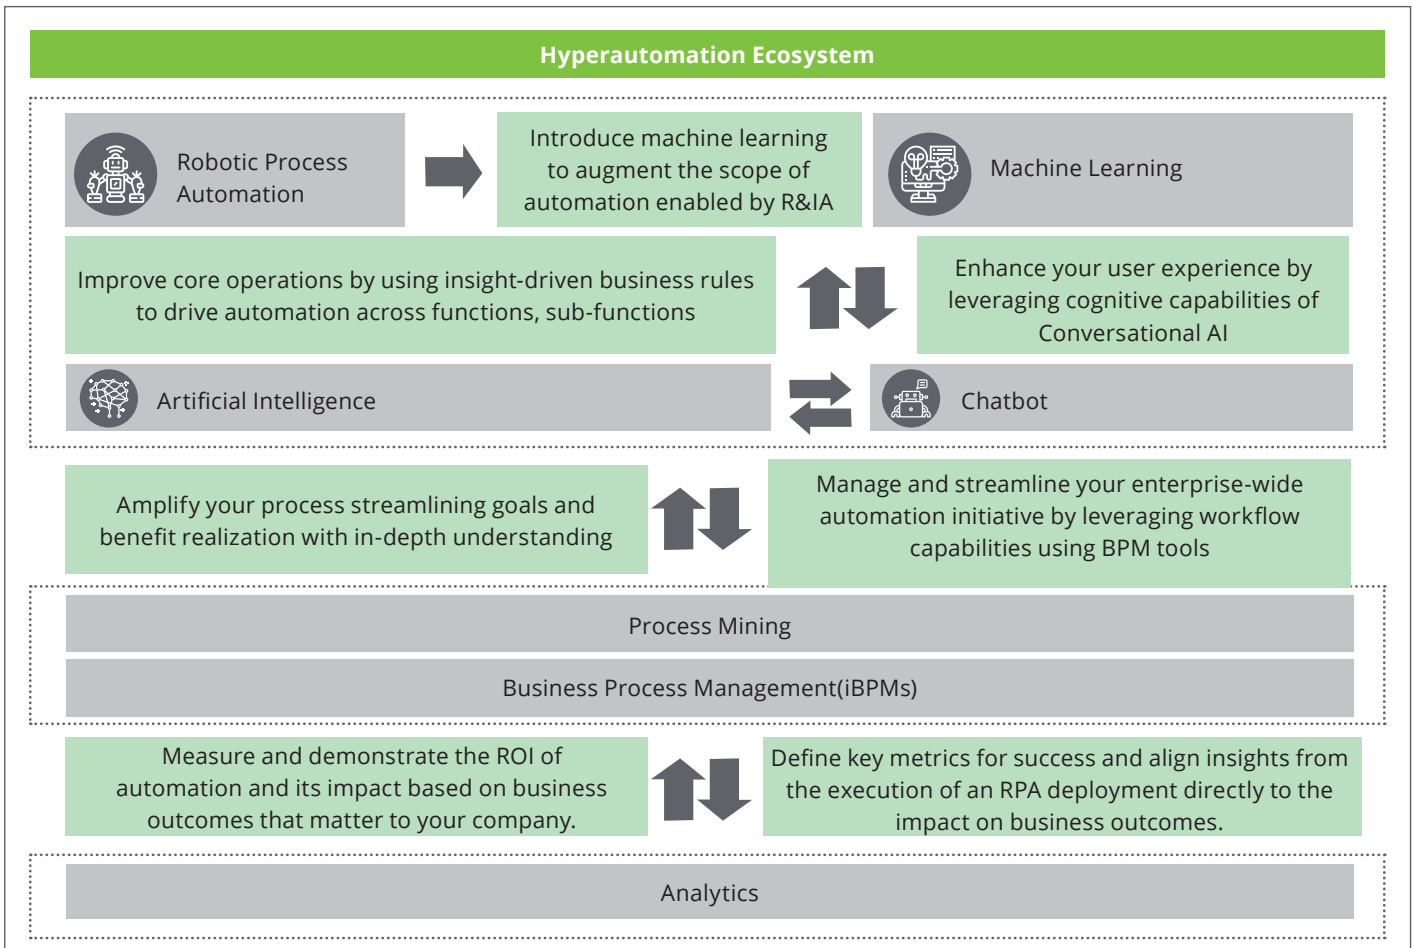 Hyperautomation Ecosystem
Robotic Process
Automation
Introduce machine learning
to augment the scope of
automation enabled by R&IA
Machine Learning
Improve core operations by using insight-driven business rules
to drive automation across functions, sub-functions
Enhance your user experience by
leveraging cognitive capabilities of
Conversational AI
Artificial Intelligence
Chatbot
Amplify your process streamlining goals and
benefit realization with in-depth understanding
Manage and streamline your enterprise-wide
automation initiative by leveraging workflow
capabilities using BPM tools
Process Mining
Business Process Management(iBPMs)
Measure and demonstrate the ROI of
automation and its impact based on business
outcomes that matter to your company.
Define key metrics for success and align insights from
the execution of an RPA deployment directly to the
impact on business outcomes.
Analytics